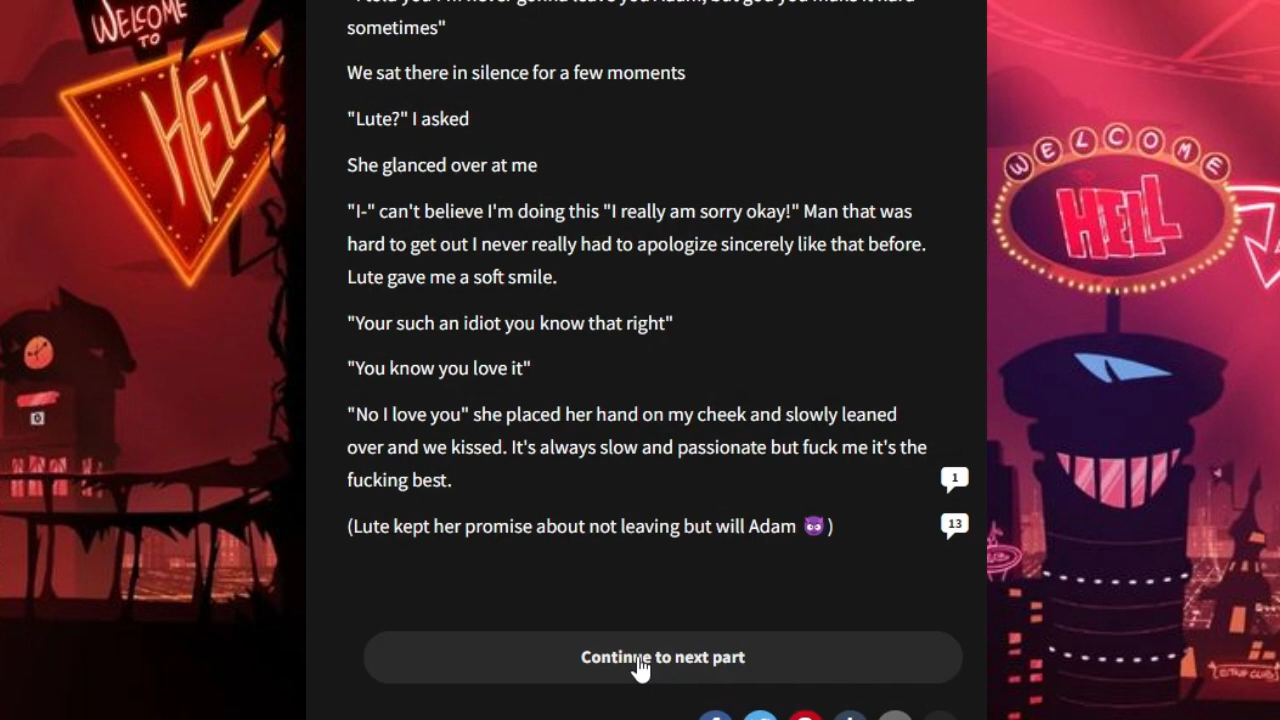 WELCOME
TO
HELL
sometimes"
We sat there in silence for a few moments
"Lute?" I asked
She glanced over at me
"I-" can't believe I'm doing this "I really am sorry okay!" Man that was
hard to get out I never really had to apologize sincerely like that before.
Lute gave me a soft smile.
"Your such an idiot you know that right"
"You know you love it"
"No I love you" she placed her hand on my cheek and slowly leaned
over and we kissed. It's always slow and passionate but fuck me it's the
fucking best.
1
(Lute kept her promise about not leaving but will Adam 😈)
13
Continue to next part
WELCOME
HELL